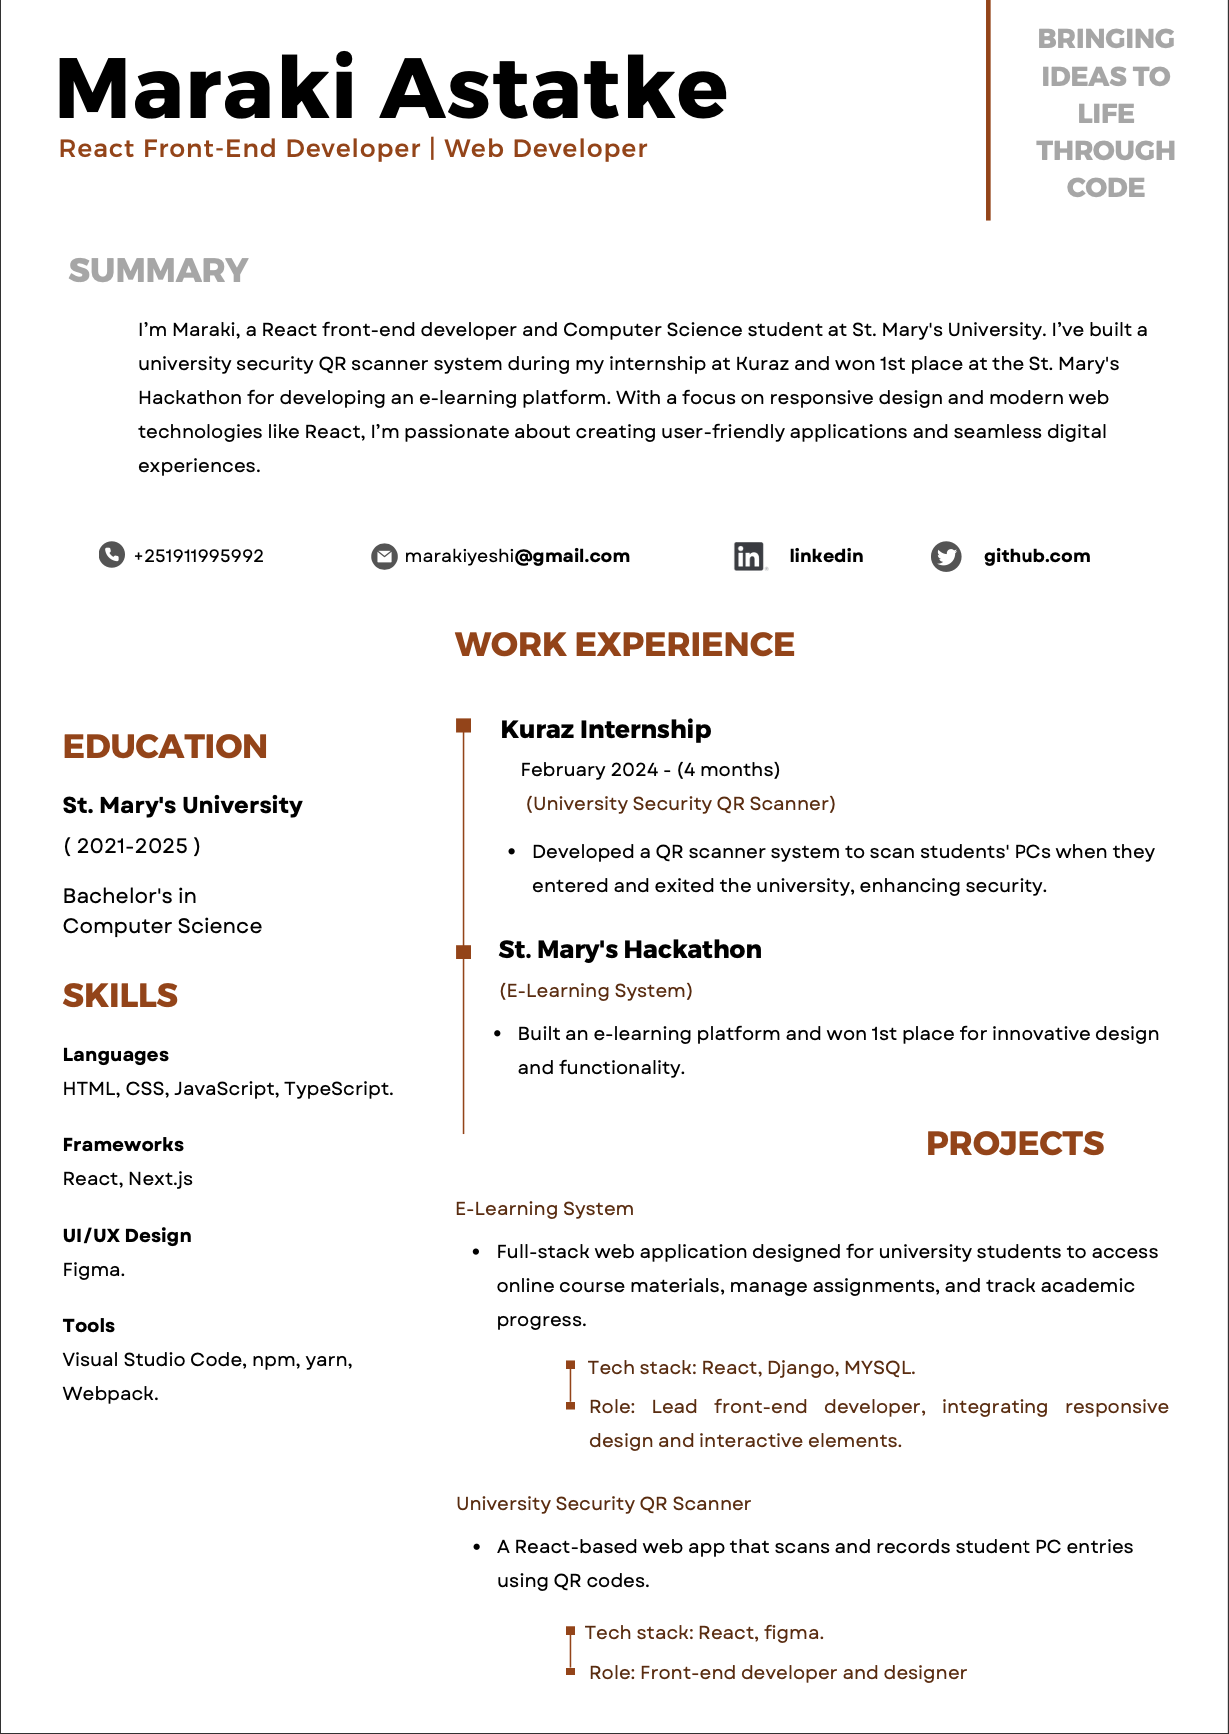 Maraki Astatke
React Front-End Developer | Web Developer
BRINGING
IDEAS TO
LIFE
THROUGH
CODE
SUMMARY
I’m Maraki, a React front-end developer and Computer Science student at St. Mary's University. I’ve built a
university security QR scanner system during my internship at Kuraz and won 1st place at the St. Mary's
Hackathon for developing an e-learning platform. With a focus on responsive design and modern web
technologies like React, I’m passionate about creating user-friendly applications and seamless digital
experiences.
+251911995992
marakiyeshi@gmail.com
in
linkedin
github.com
EDUCATION
St. Mary's University
( 2021-2025 )
Bachelor's in
Computer Science
SKILLS
Languages
HTML, CSS, JavaScript, TypeScript.
Frameworks
React, Next.js
UI/UX Design
Figma.
Tools
Visual Studio Code, npm, yarn,
Webpack.
WORK EXPERIENCE
Kuraz Internship
February 2024 - (4 months)
(University Security QR Scanner)
• Developed a QR scanner system to scan students' PCs when they
entered and exited the university, enhancing security.
St. Mary's Hackathon
(E-Learning System)
• Built an e-learning platform and won 1st place for innovative design
and functionality.
PROJECTS
E-Learning System
• Full-stack web application designed for university students to access
online course materials, manage assignments, and track academic
progress.
Tech stack: React, Django, MYSQL.
Role: Lead front-end developer, integrating responsive
design and interactive elements.
University Security QR Scanner
• A React-based web app that scans and records student PC entries
using QR codes.
Tech stack: React, figma.
Role: Front-end developer and designer